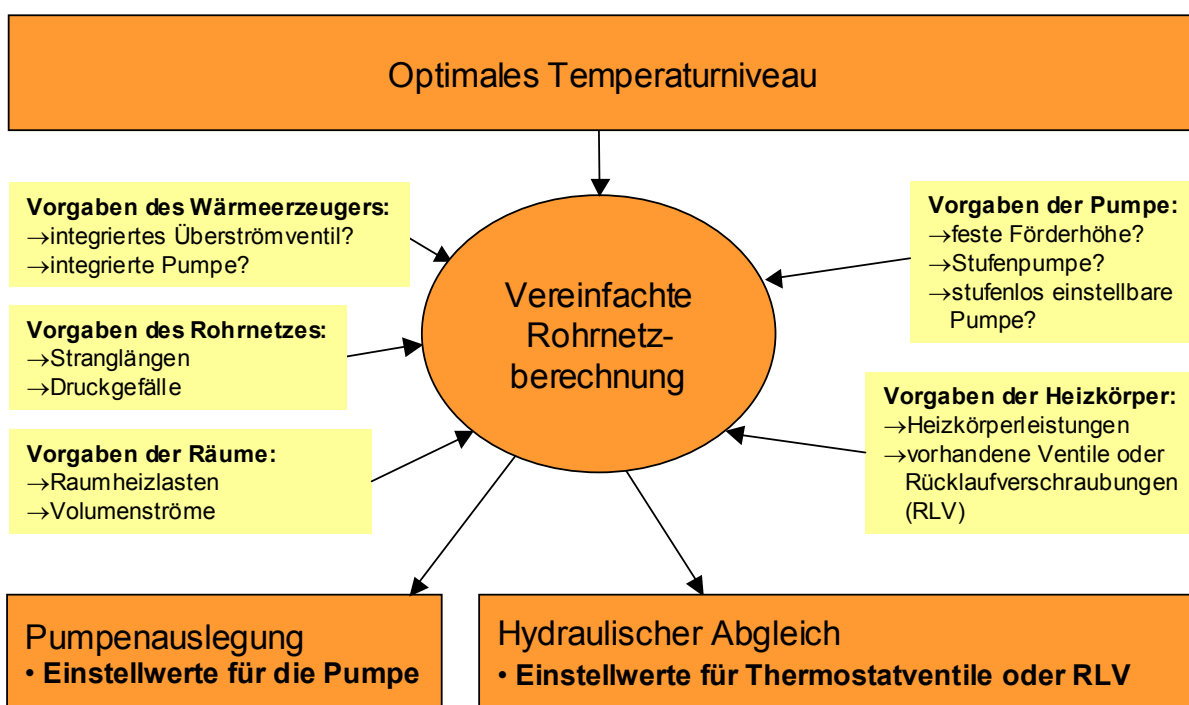 Optimales Temperaturniveau
Vorgaben des Wärmeerzeugers:
→integriertes Überströmventil?
→integrierte Pumpe?
Vorgaben des Rohrnetzes:
→Stranglängen
→Druckgefälle
Vorgaben der Räume:
→Raumheizlasten
→Volumenströme
Vereinfachte
Rohrnetz-
berechnung
Vorgaben der Pumpe:
→feste Förderhöhe?
→Stufenpumpe?
→stufenlos einstellbare
Pumpe?
Vorgaben der Heizkörper:
→Heizkörperleistungen
→vorhandene Ventile oder
Rücklaufverschraubungen
(RLV)
Pumpenauslegung
• Einstellwerte für die Pumpe
Hydraulischer Abgleich
• Einstellwerte für Thermostatventile oder RLV